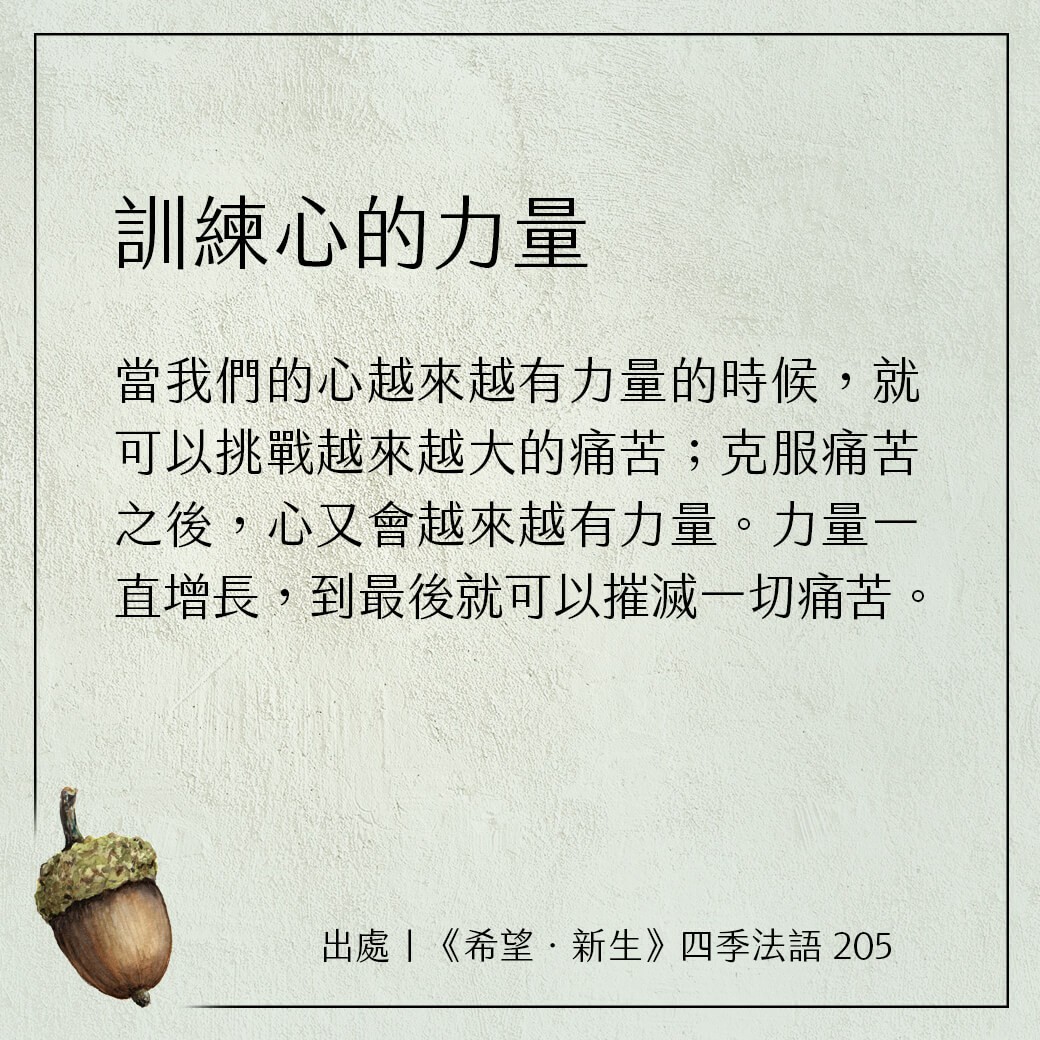 訓練心的力量
當我們的心越來越有力量的時候，就
可以挑戰越來越大的痛苦；克服痛苦
之後，心又會越來越有力量。力量一
直增長，到最後就可以摧滅一切痛苦。
出處｜《希望．新生》四季法語 205